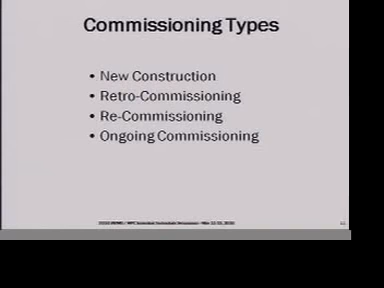 Commissioning Types
• New Construction
• Retro-Commissioning
• Re-Commissioning
• Ongoing Commissioning